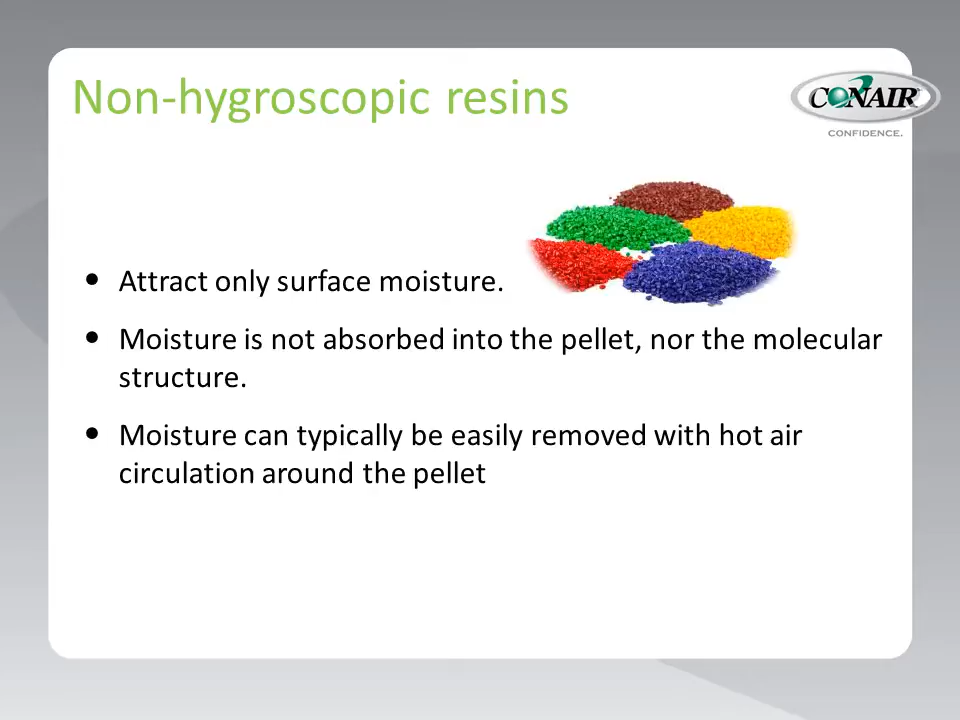 Non-hygroscopic resins
CONAIR
CONFIDENCE.
• Attract only surface moisture.
• Moisture is not absorbed into the pellet, nor the molecular
structure.
• Moisture can typically be easily removed with hot air
circulation around the pellet